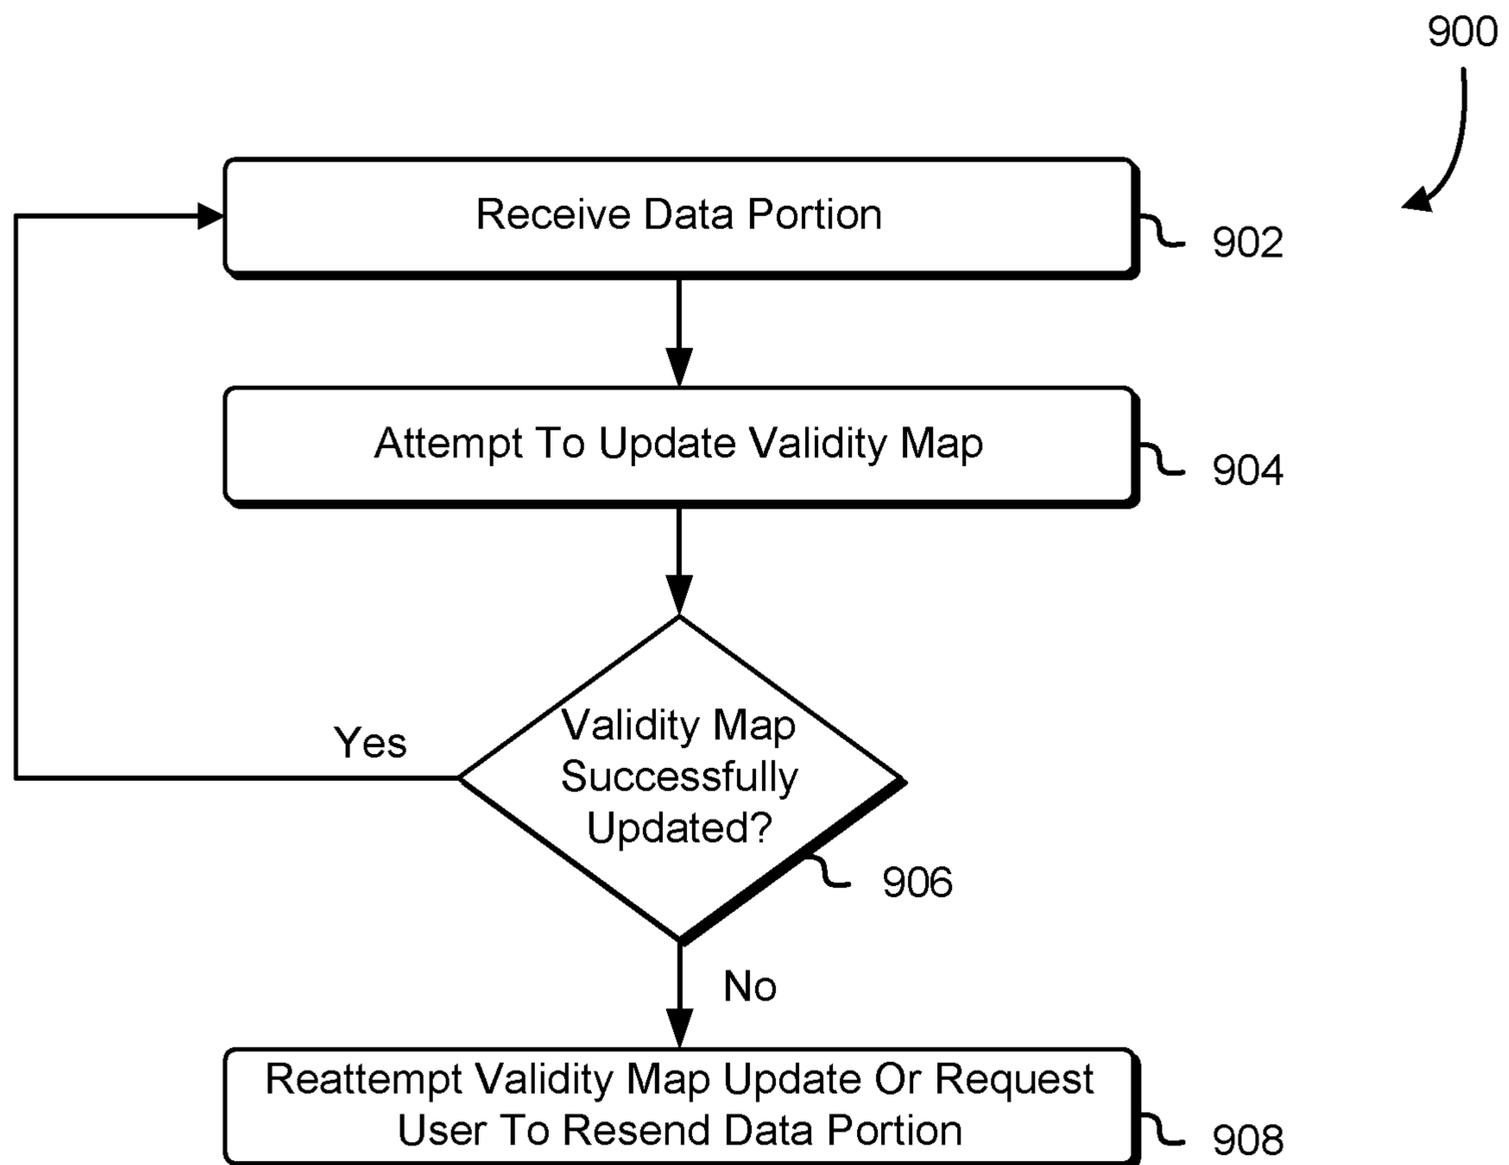 900
Receive Data Portion
902
Attempt To Update Validity Map
904
Validity Map
Successfully
Updated?
Yes
906
No
Reattempt Validity Map Update Or Request
User To Resend Data Portion
908